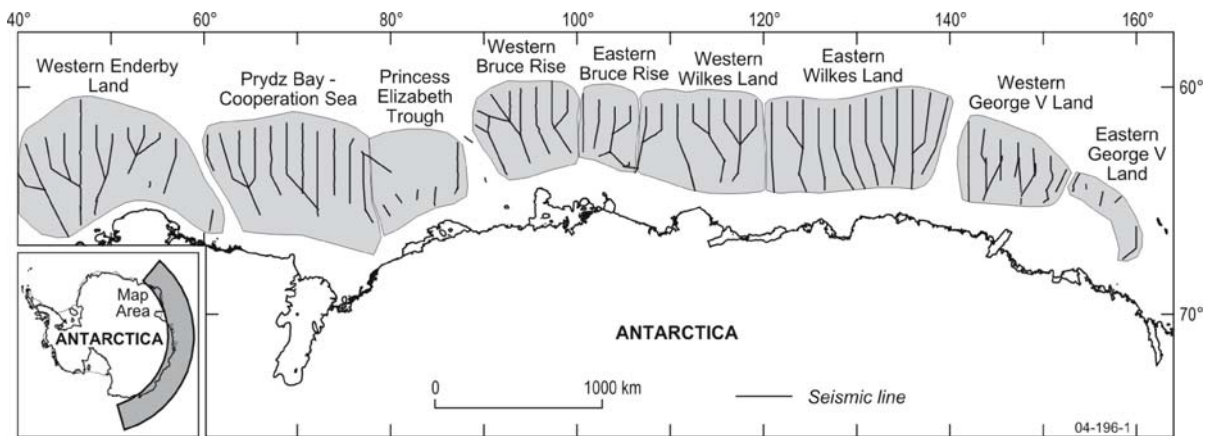 40°
60°
80°
100°
120°
140°
160°
Western Enderby
Land
Prydz Bay -
Cooperation Sea
Princess
Elizabeth
Trough
Western
Bruce Rise
Eastern
Bruce Rise
Western
Wilkes Land
Eastern
Wilkes Land
Western
George V Land
Eastern
George V
Land
60°
70°
Map
Area
ANTARCTICA
ANTARCTICA
0
1000 km
Seismic line
04-196-1